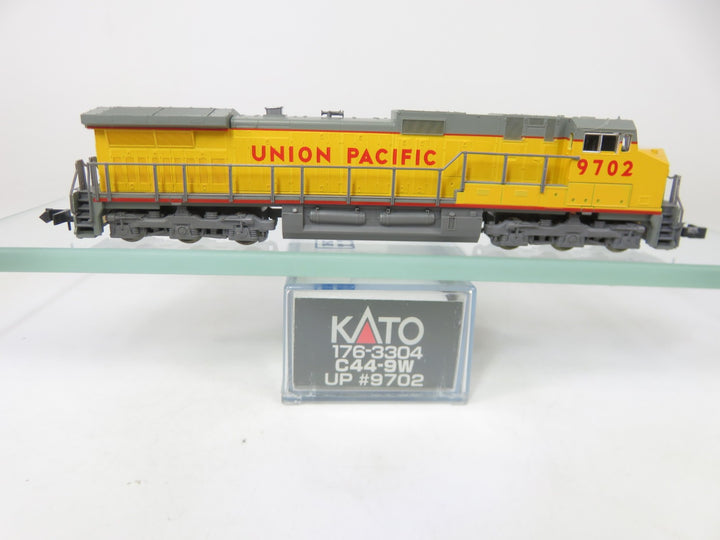 UNION PACIFIC
9702
KATO
176-3304
C44-9W
UP #9702